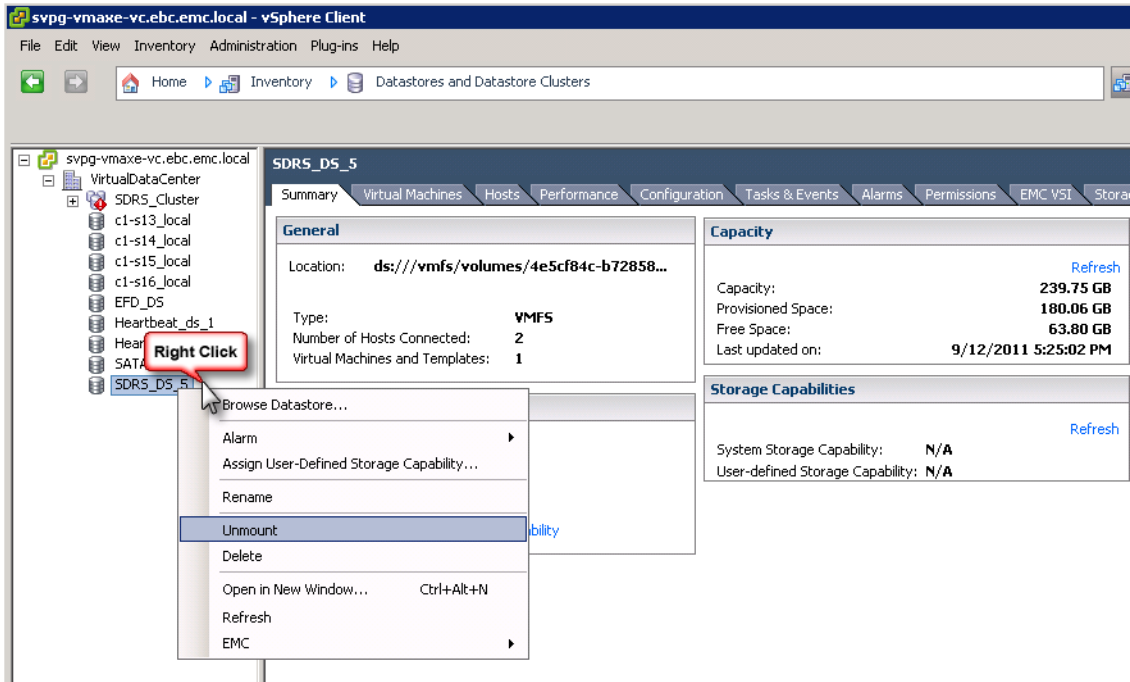 svpg-vmaxe-vc.ebc.emc.local - vSphere Client
File Edit View Inventory Administration Plug-ins Help
Home Inventory Datastores and Datastore Clusters
svpg-vmaxe-vc.ebc.emc.local
VirtualDataCenter
SDRS_Cluster
c1-s13_local
c1-s14_local
c1-s15_local
c1-s16_local
EFD_DS
Heartbeat_ds_1
Hear
SATA
SDRS_DS_5
Right Click
Browse Datastore...
Alarm
Assign User-Defined Storage Capability...
Rename
Unmount
Delete
Open in New Window... Ctrl+Alt+N
Refresh
EMC
SDRS_DS_5
Summary Virtual Machines Hosts Performance Configuration Tasks & Events Alarms Permissions EMC VSI Stora
General
Location: ds:///vmfs/volumes/4e5cf84c-b72858...
Type: VMFS
Number of Hosts Connected: 2
Virtual Machines and Templates: 1
bility
Capacity
Refresh
Capacity: 239.75 GB
Provisioned Space: 180.06 GB
Free Space: 63.80 GB
Last updated on: 9/12/2011 5:25:02 PM
Storage Capabilities
Refresh
System Storage Capability: N/A
User-defined Storage Capability: N/A